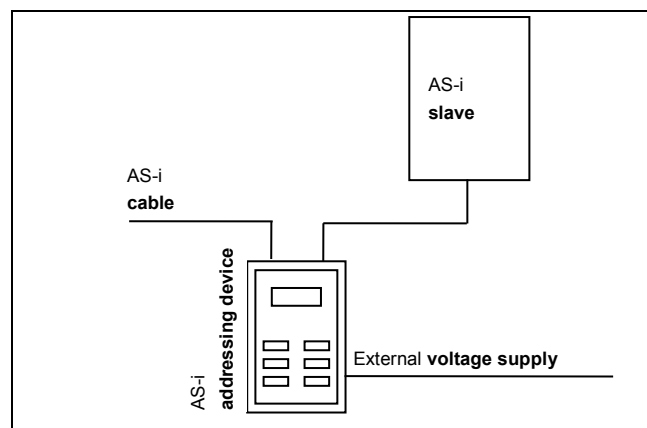 AS-i
slave
AS-i
cable
AS-i
addressing device
External voltage supply